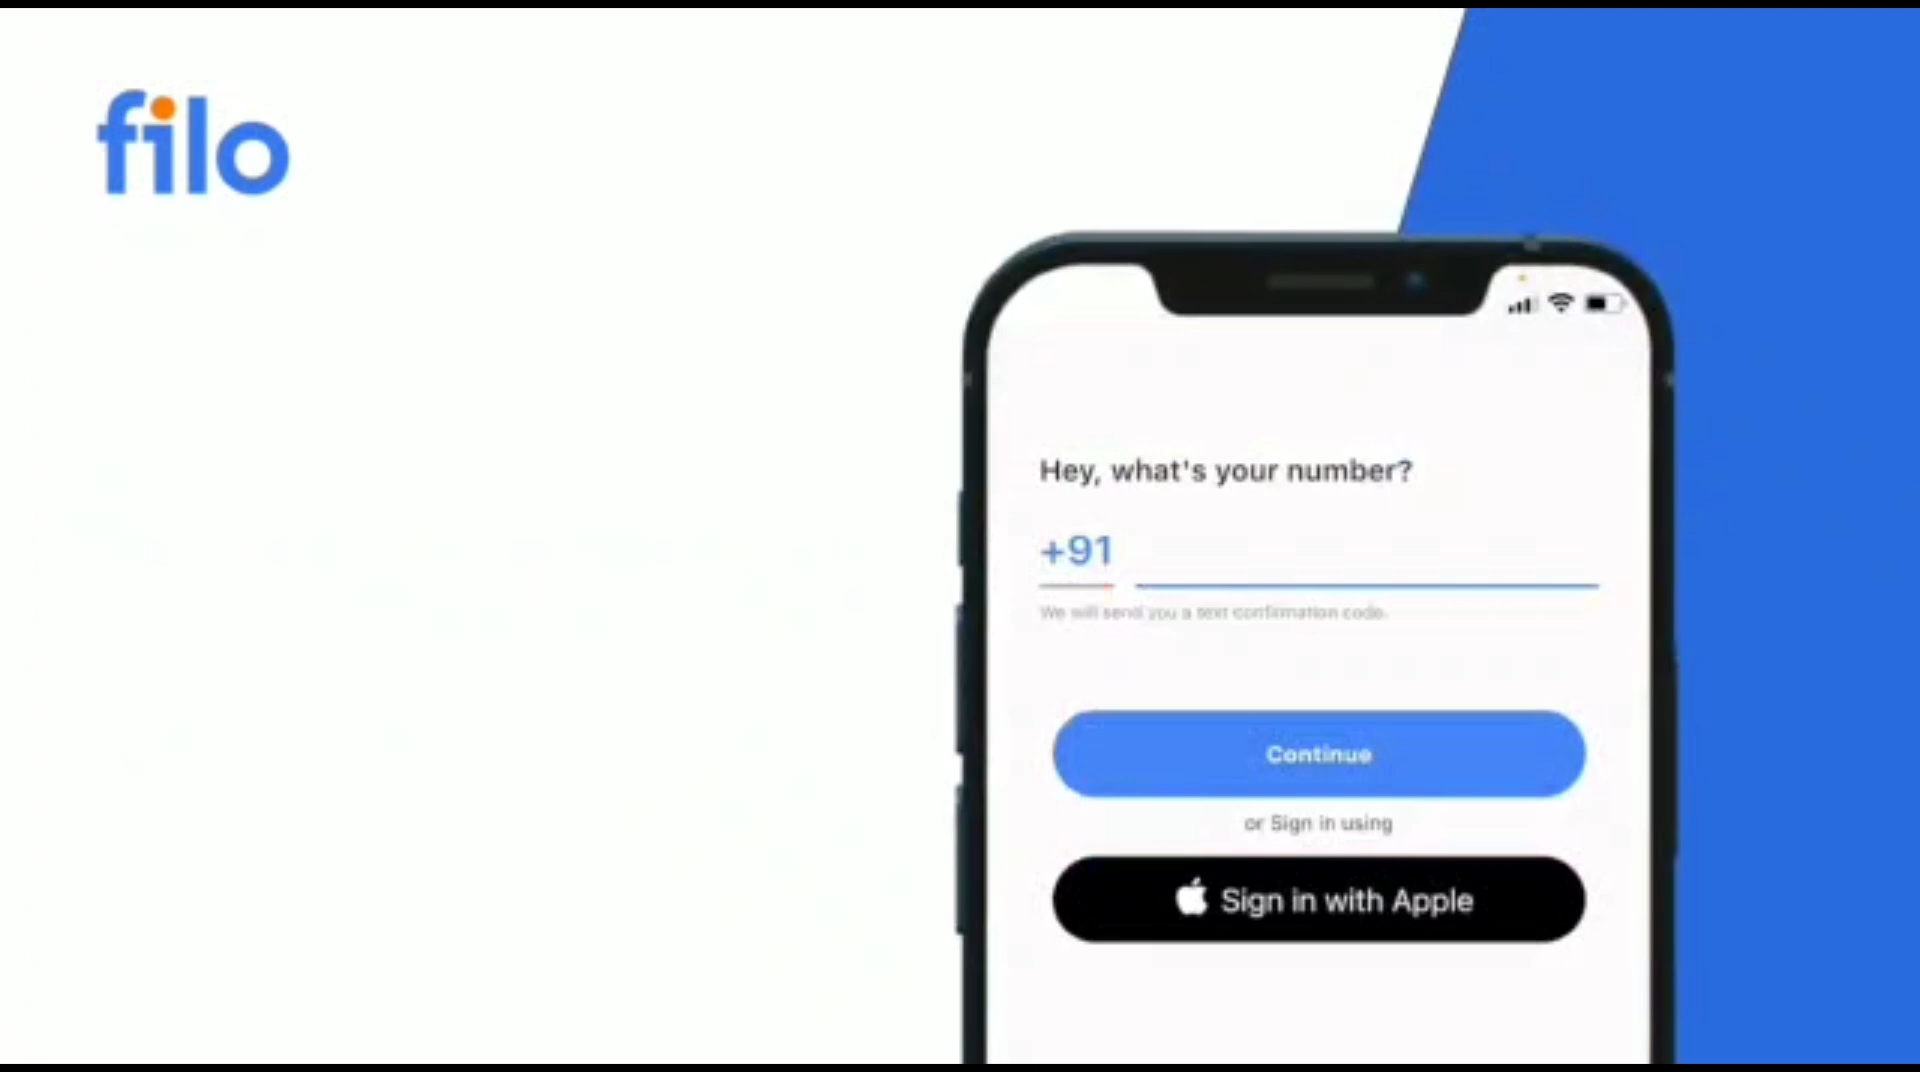 filo
Hey, what's your number?
+91
We will send you a text confirmation code.
Continue
or Sign in using
Sign in with Apple